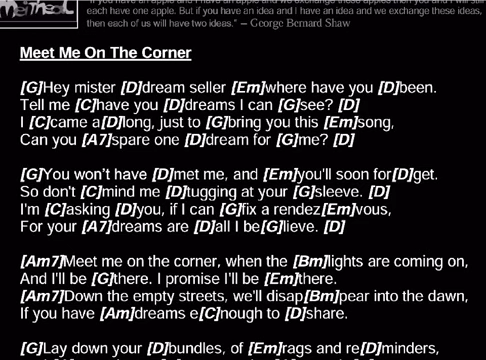 If you have an apple and I have an apple and we exchange these apples then you and I will still
each have one apple. But if you have an idea and I have an idea and we exchange these ideas,
then each of us will have two ideas." – George Bernard Shaw
Meet Me On The Corner
[G]Hey mister [D]dream seller [Em]where have you [D]been.
Tell me [C]have you [D]dreams I can [G]see? [D]
I [C]came a[D]long, just to [G]bring you this [Em]song,
Can you [A7]spare one [D]dream for [G]me? [D]
[G]You won't have [D]met me, and [Em]you'll soon for[D]get.
So don't [C]mind me [D]tugging at your [G]sleeve. [D]
I'm [C]asking [D]you, if I can [G]fix a rendez[Em]vous,
For your [A7]dreams are [D]all I be[G]lieve. [D]
[Am7]Meet me on the corner, when the [Bm]lights are coming on,
And I'll be [G]there. I promise I'll be [Em]there.
[Am7]Down the empty streets, we'll disap[Bm]pear into the dawn,
If you have [Am]dreams e[C]nough to [D]share.
[G]Lay down your [D]bundles, of [Em]rags and re[D]minders,